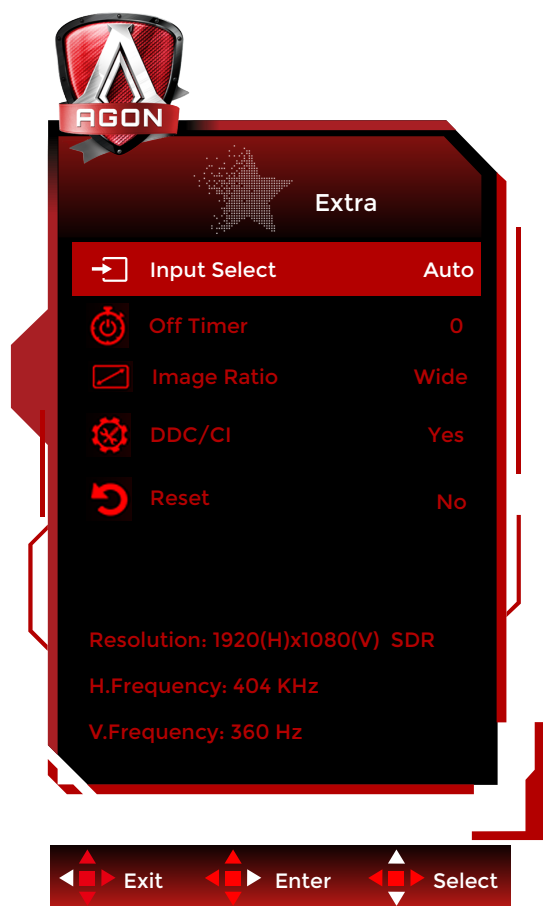 AGON
Extra
Input Select Auto
Off Timer 0
Image Ratio Wide
DDC/CI Yes
Reset No
Resolution: 1920(H)x1080(V) SDR
H.Frequency: 404 KHz
V.Frequency: 360 Hz
Exit Enter Select